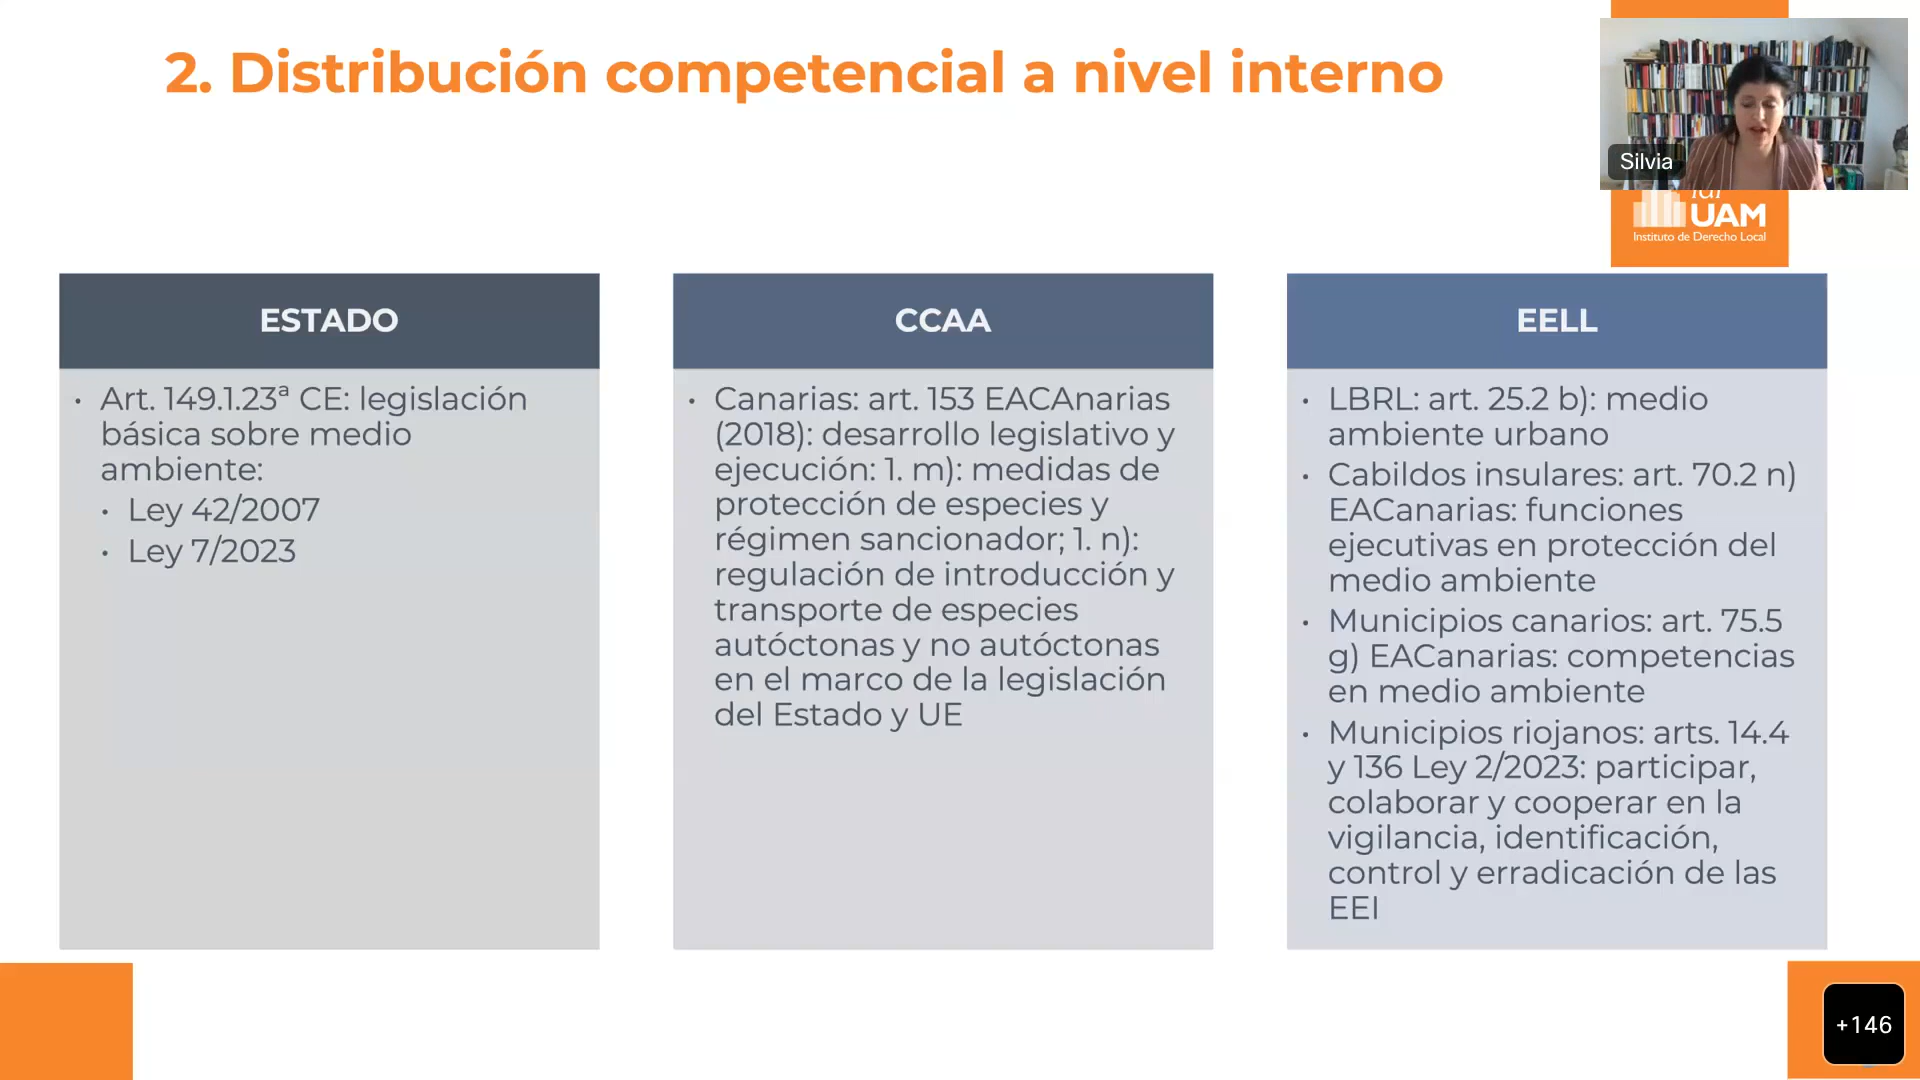 2. Distribución competencial a nivel interno
Silvia
UAM
Instituto de Derecho Local
ESTADO
• Art. 149.1.23ª CE: legislación
básica sobre medio
ambiente:
• Ley 42/2007
• Ley 7/2023
CCAA
• Canarias: art. 153 EACAnarias
(2018): desarrollo legislativo y
ejecución: 1. m): medidas de
protección de especies y
régimen sancionador; 1. n):
regulación de introducción y
transporte de especies
autóctonas y no autóctonas
en el marco de la legislación
del Estado y UE
EELL
• LBRL: art. 25.2 b): medio
ambiente urbano
• Cabildos insulares: art. 70.2 n)
EACanarias: funciones
ejecutivas en protección del
medio ambiente
• Municipios canarios: art. 75.5
g) EACanarias: competencias
en medio ambiente
• Municipios riojanos: arts. 14.4
y 136 Ley 2/2023: participar,
colaborar y cooperar en la
vigilancia, identificación,
control y erradicación de las
EEI
+146